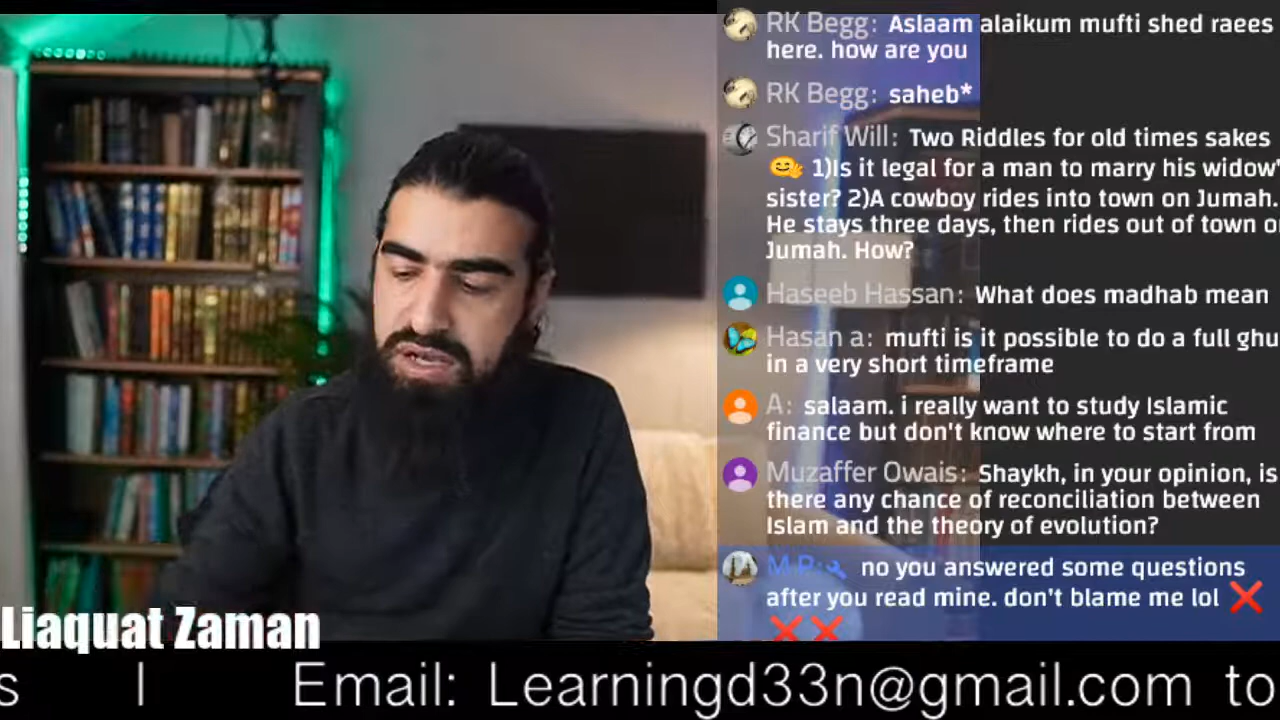 RK Begg: Aslaam alaikum mufti shed raees
here. how are you
RK Begg: saheb*
Sharif Will: Two Riddles for old times sakes
1)Is it legal for a man to marry his widow'
sister? 2)A cowboy rides into town on Jumah.
He stays three days, then rides out of town o
Jumah. How?
Haseeb Hassan: What does madhab mean
Hasan a: mufti is it possible to do a full ghu
in a very short timeframe
A: salaam. i really want to study Islamic
finance but don't know where to start from
Muzaffer Owais: Shaykh, in your opinion, is
there any chance of reconciliation between
Islam and the theory of evolution?
no you answered some questions
after you read mine. don't blame me lol ❌
❌❌
Liaquat Zaman
s | Email: Learningd33n@gmail.com to